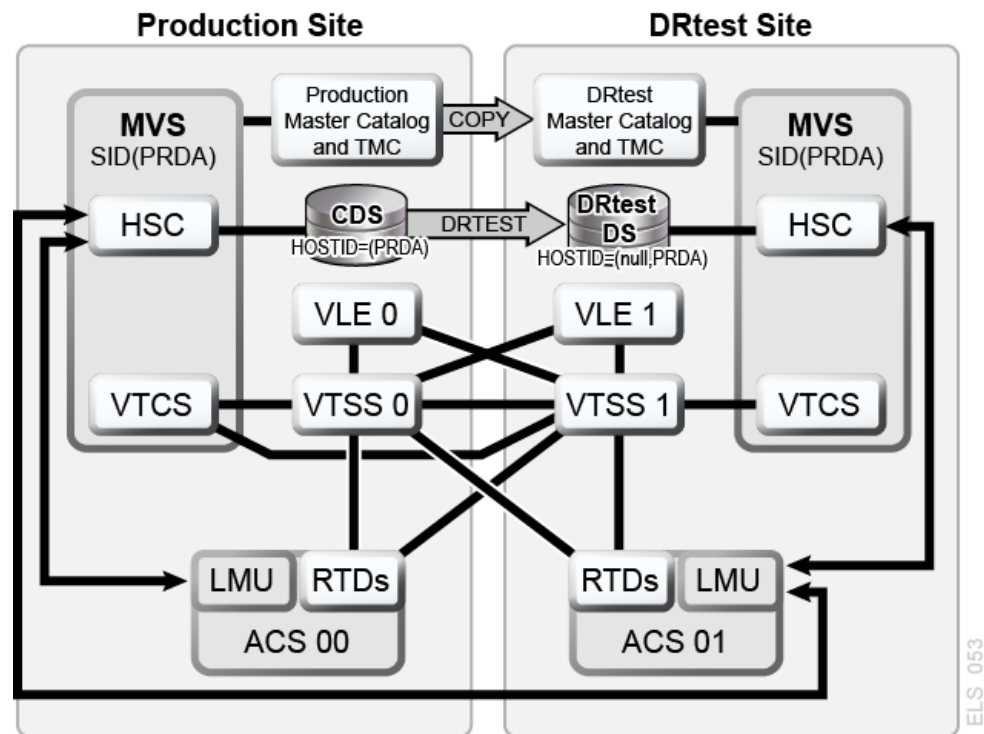 Production Site
DRtest Site
MVS
SID(PRDA)
Production
Master Catalog
and TMC
COPY
DRtest
Master Catalog
and TMC
MVS
SID(PRDA)
HSC
CDS
HOSTID=(PRDA)
DRTEST
DRtest
DS
HOSTID=(null,PRDA)
HSC
VLE 0
VLE 1
VTCS
VTSS 0
VTSS 1
VTCS
LMU
RTDs
ACS 00
RTDs
LMU
ACS 01
ELS 053